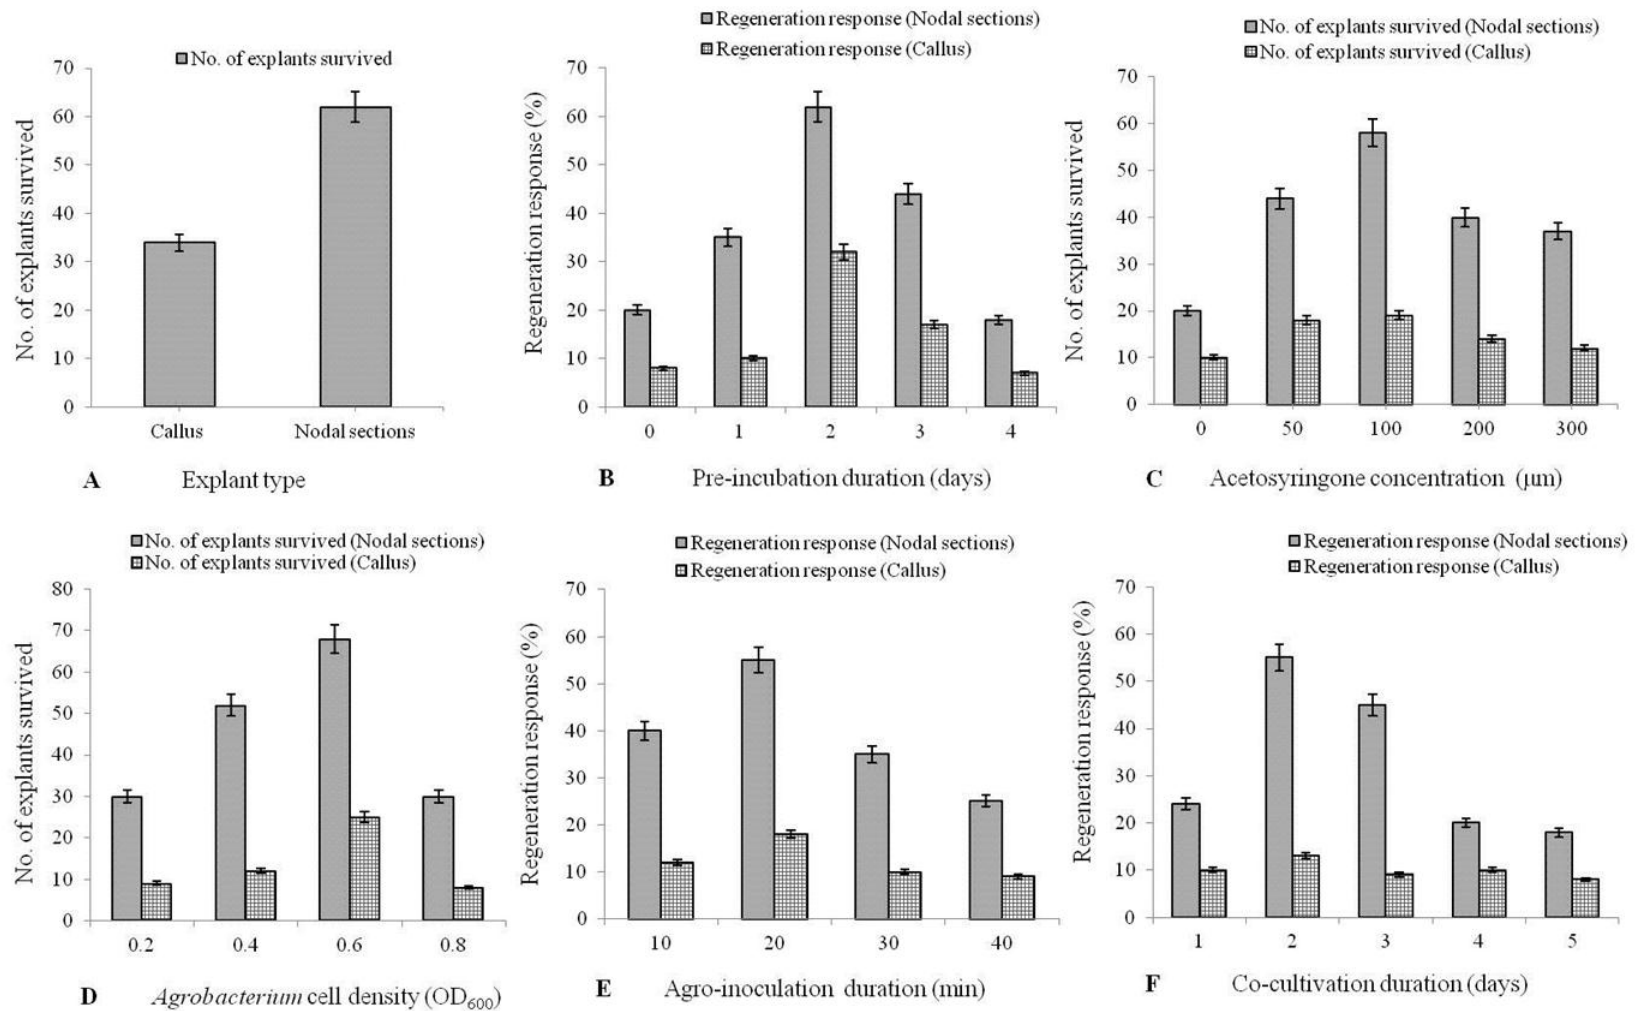 No. of explants survived
70
60
50
40
30
20
10
0
No. of explants survived
Callus Nodal sections
A Explant type
Regeneration response (Nodal sections)
Regeneration response (Callus)
70
60
50
40
30
20
10
0
Regeneration response (%)
0 1 2 3 4
B Pre-incubation duration (days)
No. of explants survived (Nodal sections)
No. of explants survived (Callus)
70
60
50
40
30
20
10
0
No. of explants survived
0 50 100 200 300
C Acetosyringone concentration (µm)
No. of explants survived (Nodal sections)
No. of explants survived (Callus)
80
70
60
50
40
30
20
10
0
No. of explants survived
0.2 0.4 0.6 0.8
D Agrobacterium cell density (OD600)
Regeneration response (Nodal sections)
Regeneration response (Callus)
70
60
50
40
30
20
10
0
Regeneration response (%)
10 20 30 40
E Agro-inoculation duration (min)
Regeneration response (Nodal sections)
Regeneration response (Callus)
70
60
50
40
30
20
10
0
Regeneration response (%)
1 2 3 4 5
F Co-cultivation duration (days)